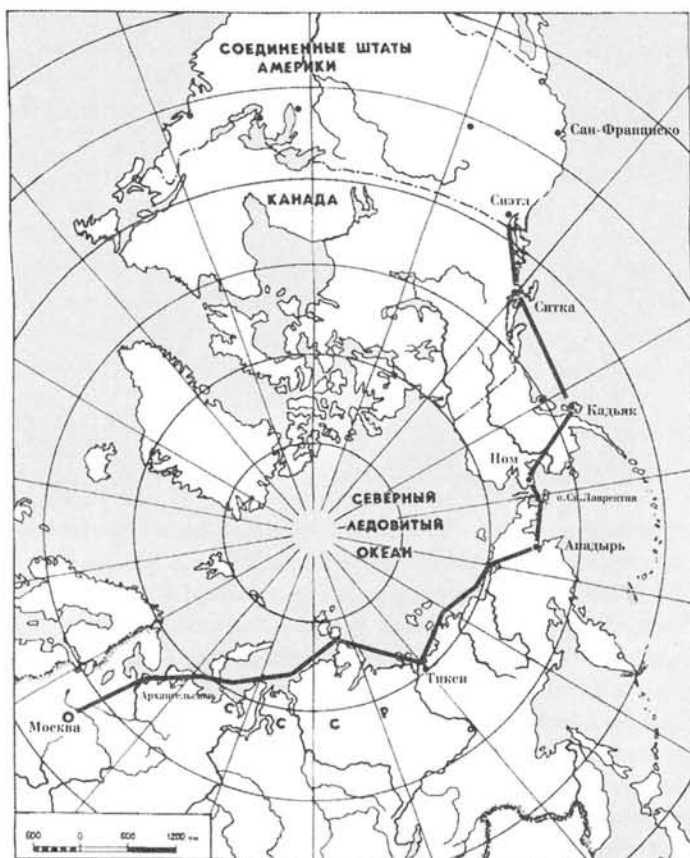 СОЕДИНЕННЫЕ ШТАТЫ
АМЕРИКИ
Сан-Франциско
КАНАДА
Сиэтл
Ситка
Кадьяк
Ном
о. Св. Лаврентия
СЕВЕРНЫЙ
ЛЕДОВИТЫЙ
ОКЕАН
Анадырь
Тикси
Архангельск
С С С Р
Москва
600 0 600 1200 км